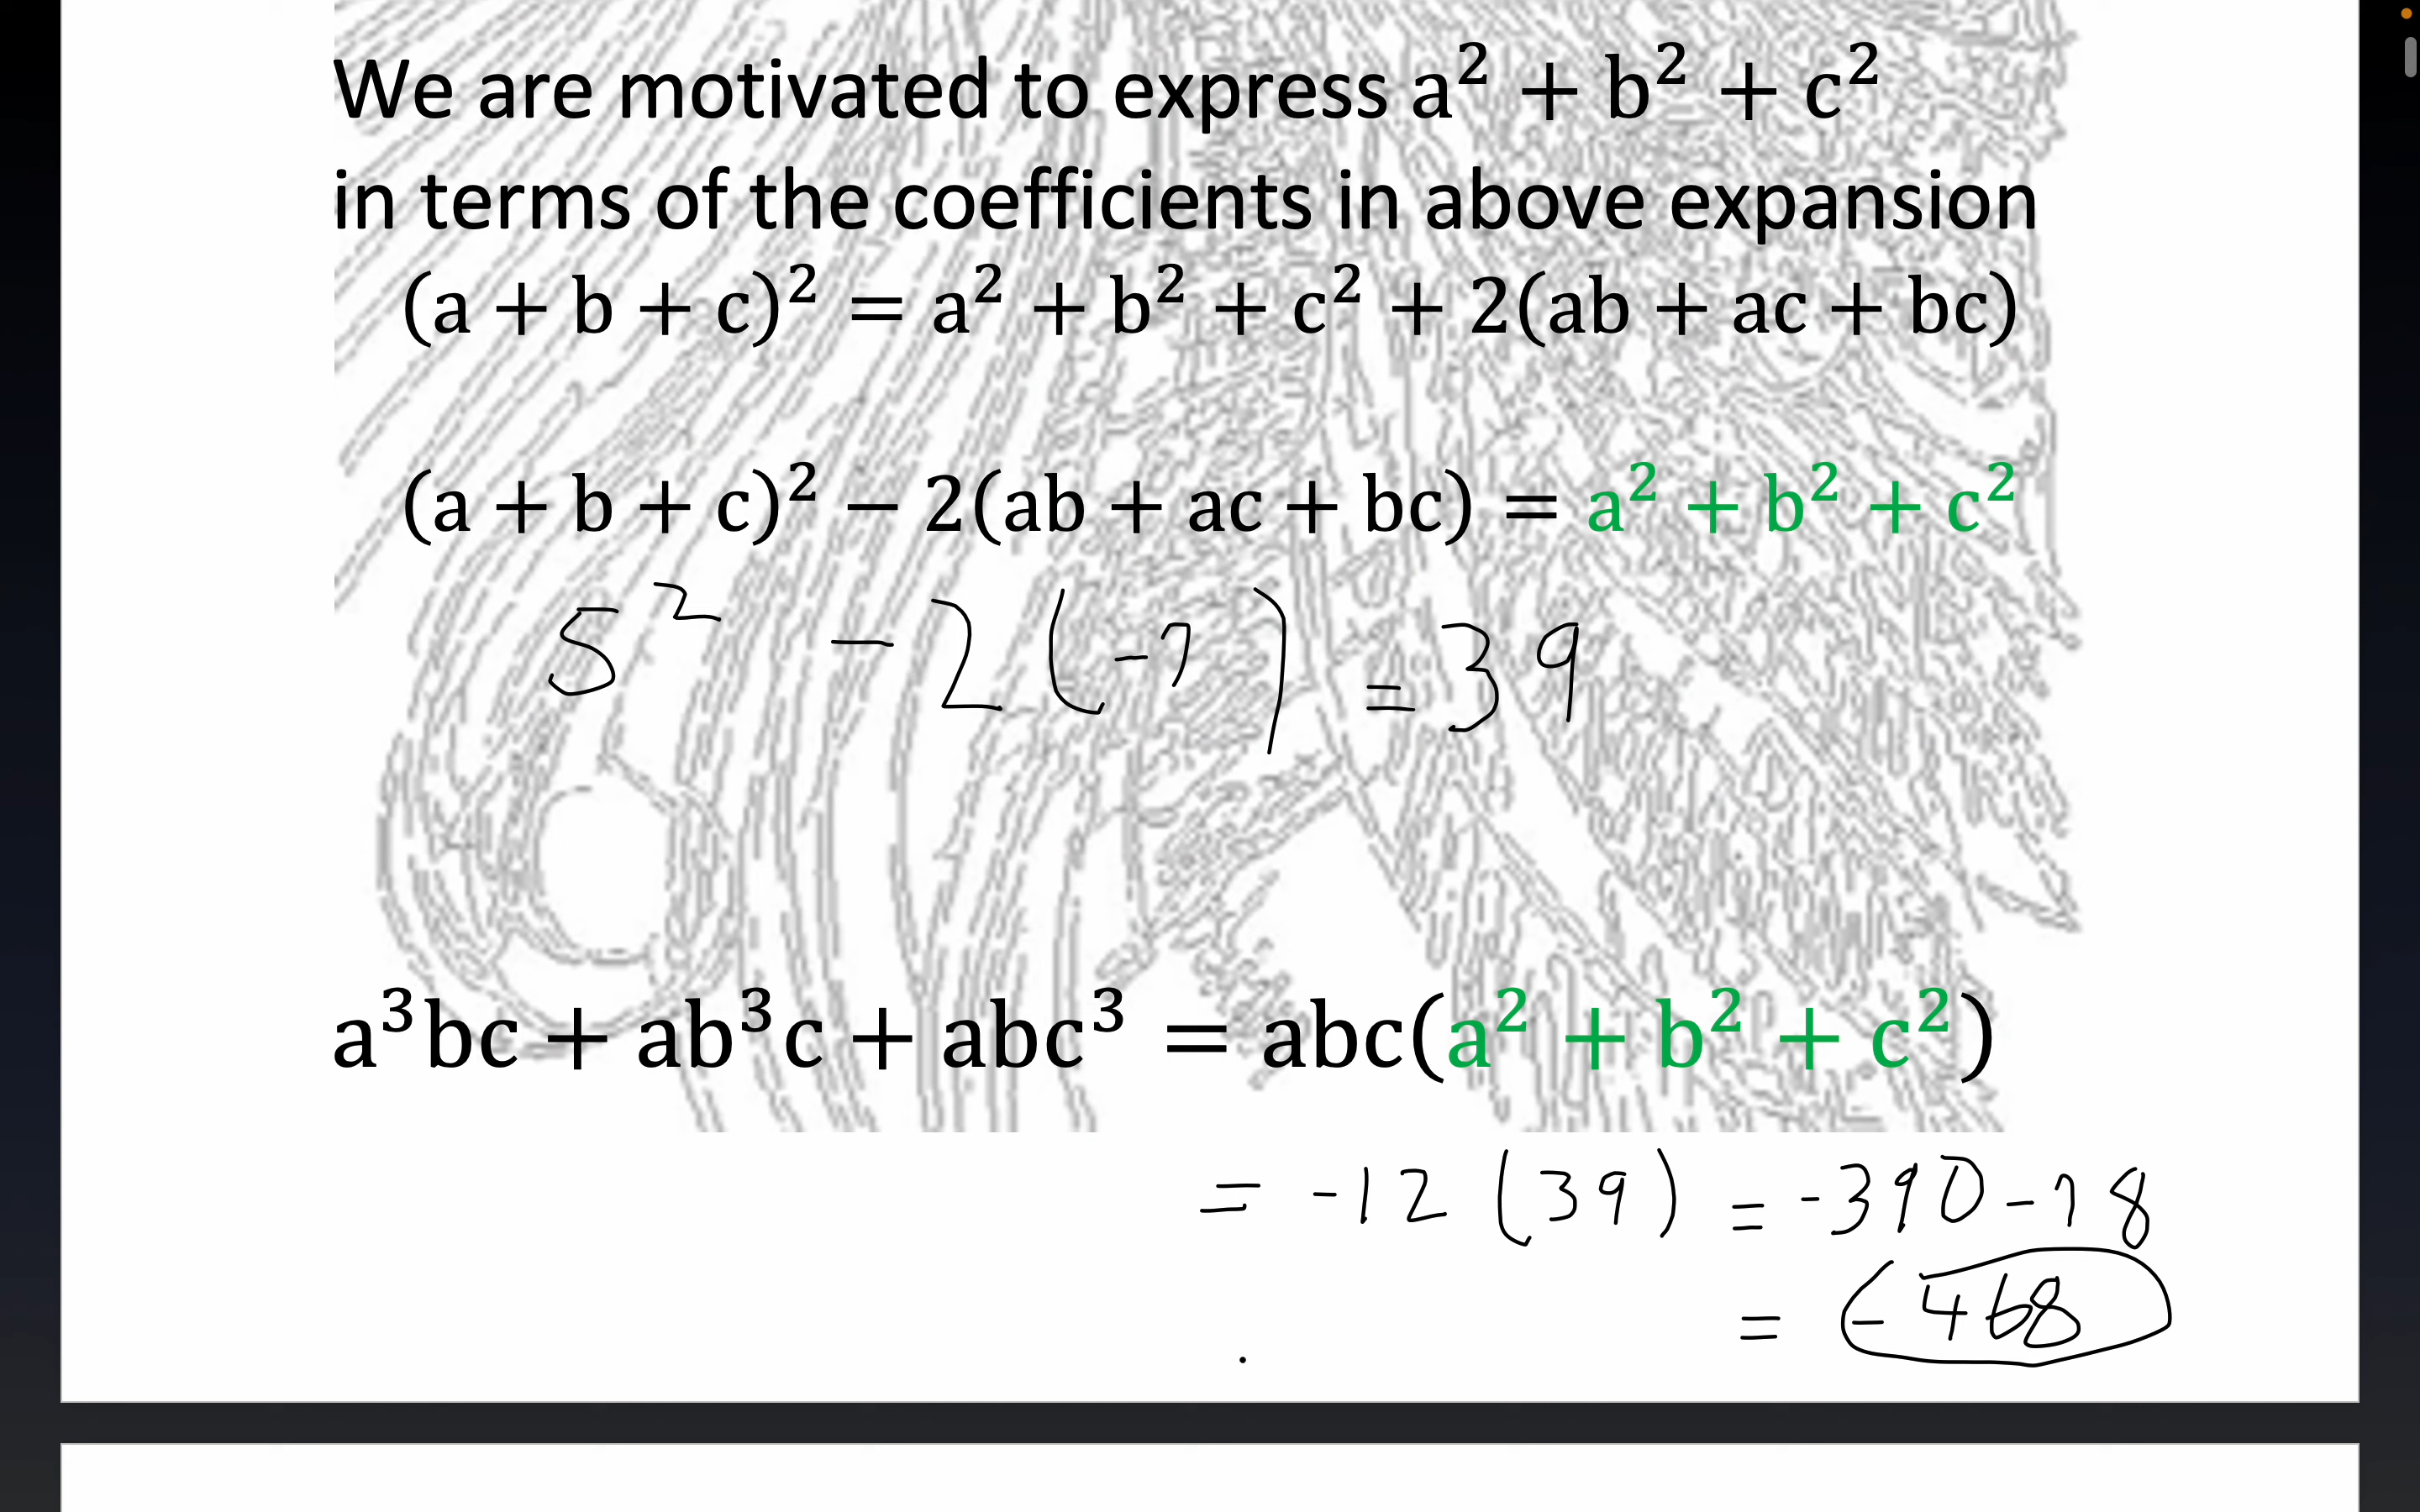 We are motivated to express a² + b² + c²
in terms of the coefficients in above expansion
(a + b + c)² = a² + b² + c² + 2(ab + ac + bc)
(a + b + c)² − 2(ab + ac + bc) = a² + b² + c²
5² − 2(−7) = 39
a³bc + ab³c + abc³ = abc(a² + b² + c²)
= −12 (39) = −390 − 78
= −468